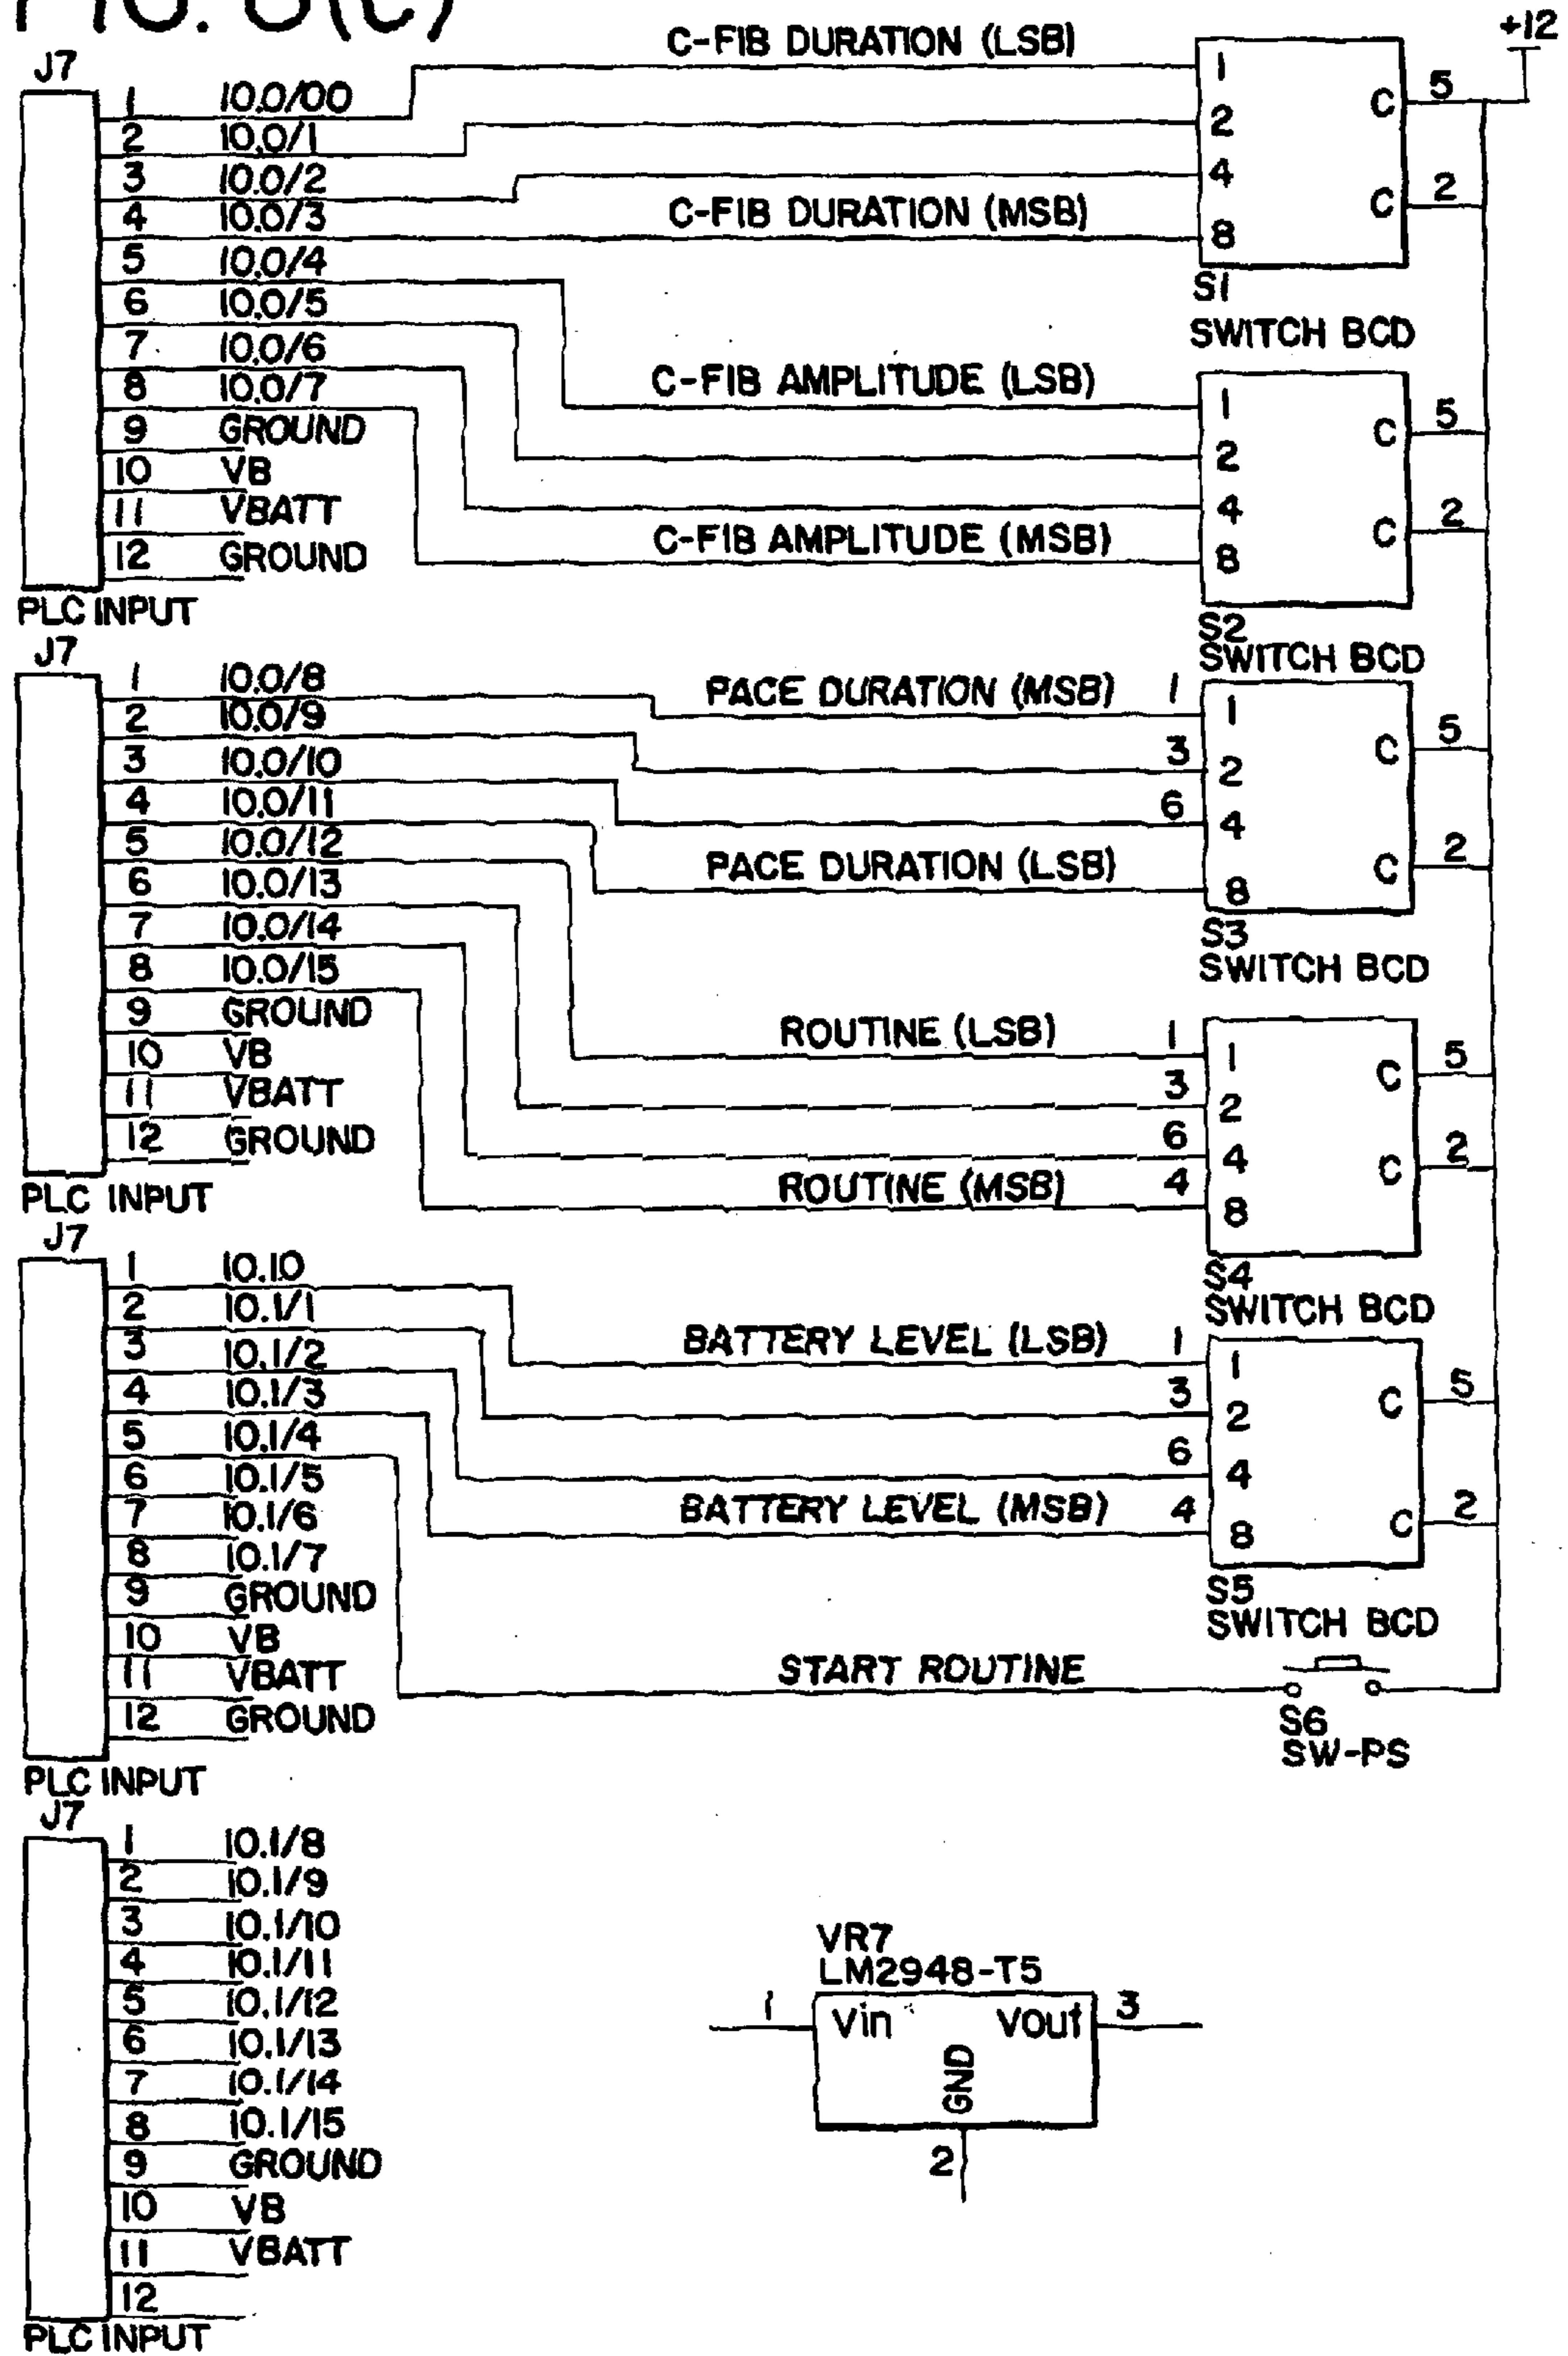 FIG. 8(C)
+12
J7
1 10.0/00
2 10.0/1
3 10.0/2
4 10.0/3
5 10.0/4
6 10.0/5
7 10.0/6
8 10.0/7
9 GROUND
10 VB
11 VBATT
12 GROUND
PLC INPUT
C-FIB DURATION (LSB)
C-FIB DURATION (MSB)
1
2
4
8
C 5
C 2
S1
SWITCH BCD
C-FIB AMPLITUDE (LSB)
C-FIB AMPLITUDE (MSB)
1
2
4
8
C 5
C 2
S2
SWITCH BCD
J7
1 10.0/8
2 10.0/9
3 10.0/10
4 10.0/11
5 10.0/12
6 10.0/13
7 10.0/14
8 10.0/15
9 GROUND
10 VB
11 VBATT
12 GROUND
PLC INPUT
PACE DURATION (MSB) 1 1
3 2
6 4
PACE DURATION (LSB) 8
C 5
C 2
S3
SWITCH BCD
ROUTINE (LSB) 1 1
3 2
6 4
ROUTINE (MSB) 4 8
C 5
C 2
S4
SWITCH BCD
J7
1 10.10
2 10.1/1
3 10.1/2
4 10.1/3
5 10.1/4
6 10.1/5
7 10.1/6
8 10.1/7
9 GROUND
10 VB
11 VBATT
12 GROUND
PLC INPUT
BATTERY LEVEL (LSB) 1 1
3 2
6 4
BATTERY LEVEL (MSB) 4 8
C 5
C 2
S5
SWITCH BCD
START ROUTINE
S6
SW-PS
J7
1 10.1/8
2 10.1/9
3 10.1/10
4 10.1/11
5 10.1/12
6 10.1/13
7 10.1/14
8 10.1/15
9 GROUND
10 VB
11 VBATT
12
PLC INPUT
VR7
LM2948-T5
1 Vin Vout 3
GND
2